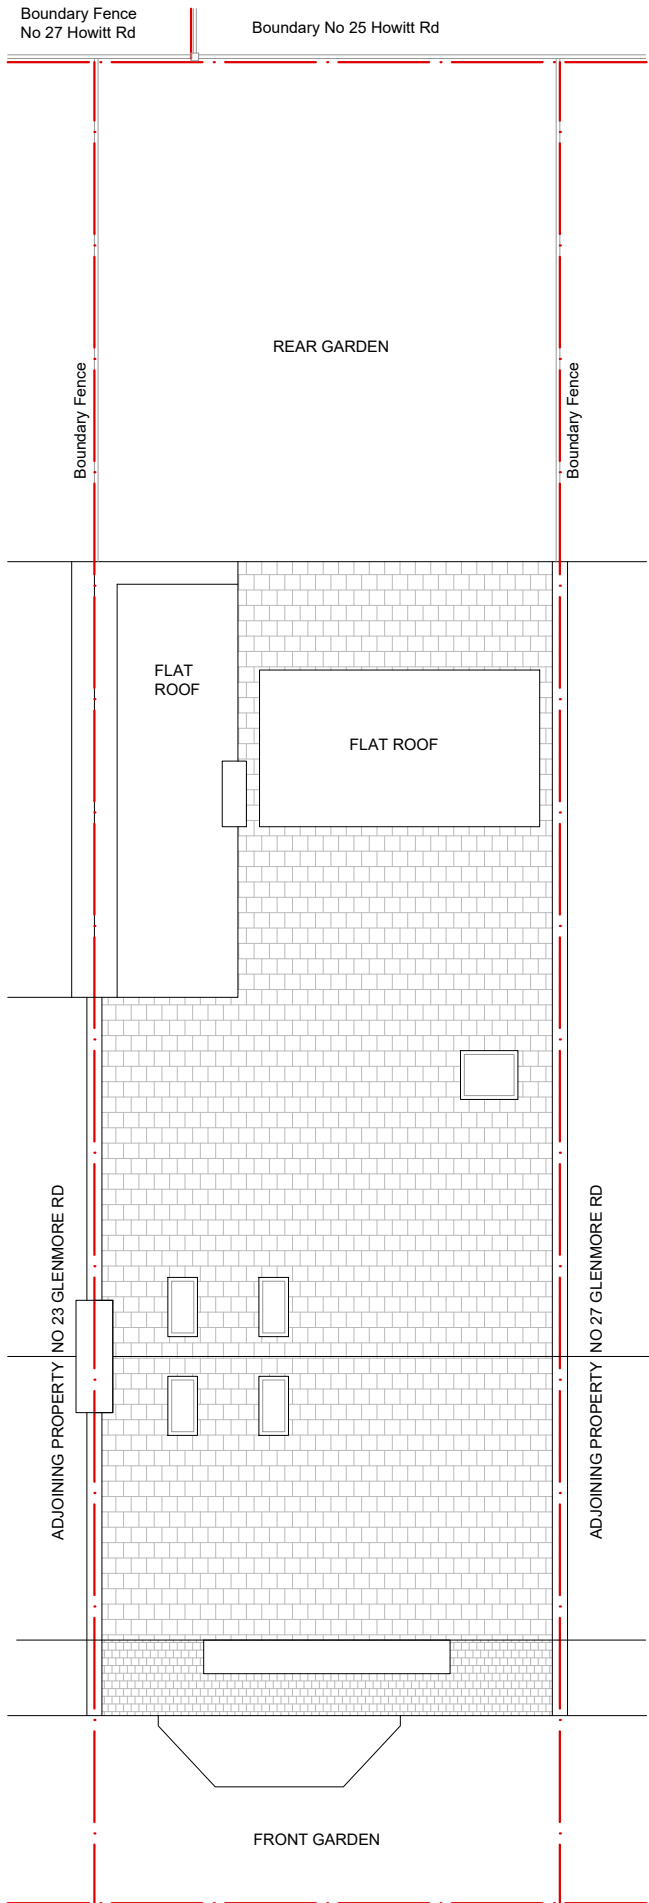 Boundary Fence
No 27 Howitt Rd
Boundary No 25 Howitt Rd
REAR GARDEN
Boundary Fence
Boundary Fence
FLAT
ROOF
FLAT ROOF
ADJOINING PROPERTY NO 23 GLENMORE RD
ADJOINING PROPERTY NO 27 GLENMORE RD
FRONT GARDEN